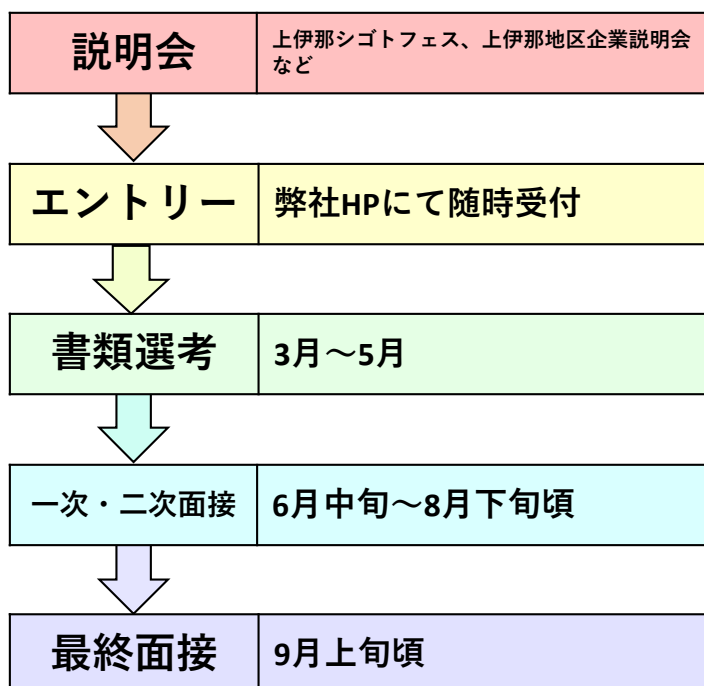 説明会
上伊那シゴトフェス、上伊那地区企業説明会
など
エントリー
弊社HPにて随時受付
書類選考
3月～5月
一次・二次面接
6月中旬～8月下旬頃
最終面接
9月上旬頃